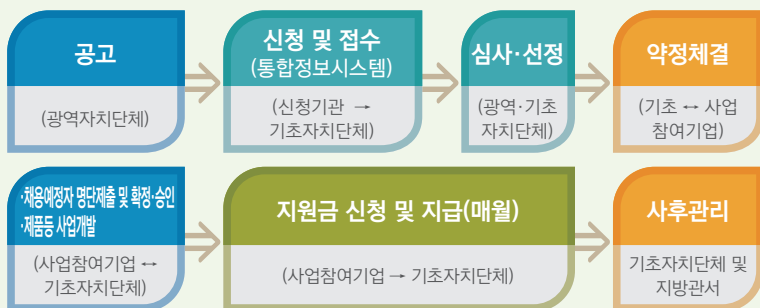 공고
(광역자치단체)
신청 및 접수
(통합정보시스템)
(신청기관 →
기초자치단체)
심사·선정
(광역·기초
자치단체)
약정체결
(기초 ↔ 사업
참여기업)
·채용예정자 명단제출 및 확정·승인
·제품등 사업개발
(사업참여기업 ↔
기초자치단체)
지원금 신청 및 지급(매월)
(사업참여기업 → 기초자치단체)
사후관리
기초자치단체 및
지방관서